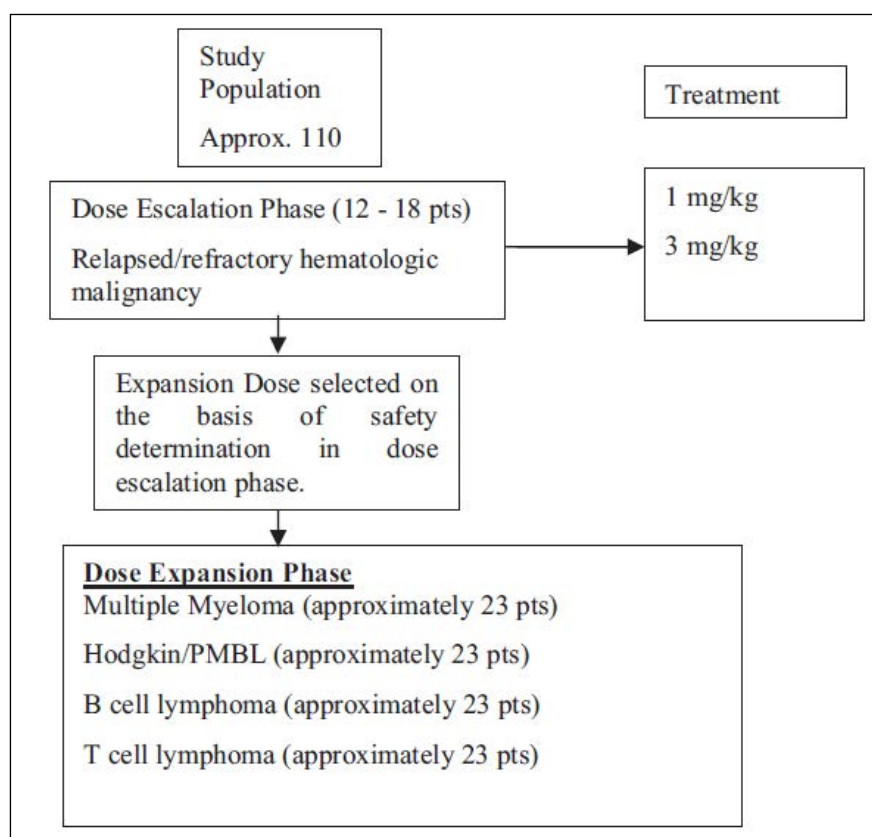 Study
Population
Approx. 110
Treatment
Dose Escalation Phase (12 - 18 pts)
Relapsed/refractory hematologic
malignancy
1 mg/kg
3 mg/kg
Expansion Dose selected on
the basis of safety
determination in dose
escalation phase.
Dose Expansion Phase
Multiple Myeloma (approximately 23 pts)
Hodgkin/PMBL (approximately 23 pts)
B cell lymphoma (approximately 23 pts)
T cell lymphoma (approximately 23 pts)